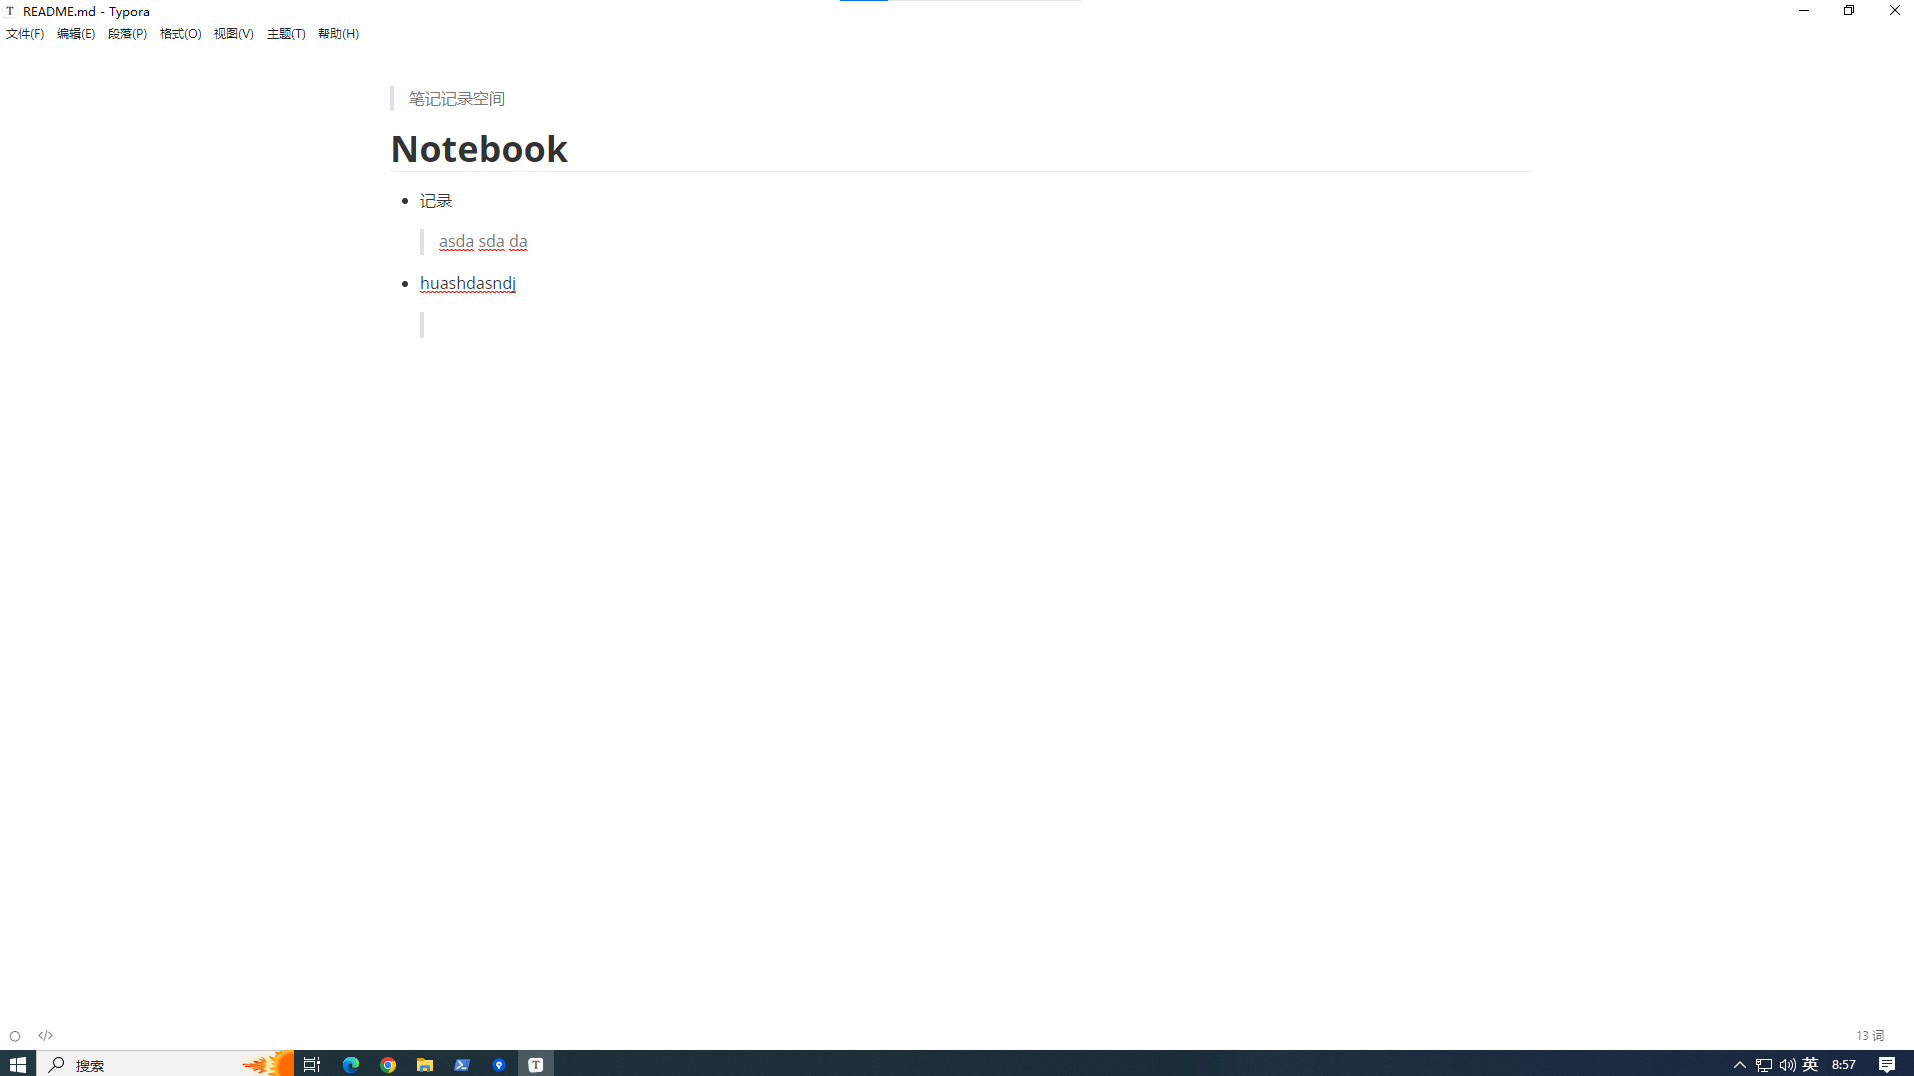 README.md - Typora
文件(F) 编辑(E) 段落(P) 格式(O) 视图(V) 主题(T) 帮助(H)
笔记记录空间
Notebook
记录
asda sda da
huashdasndj
13 词
搜索
英 8:57